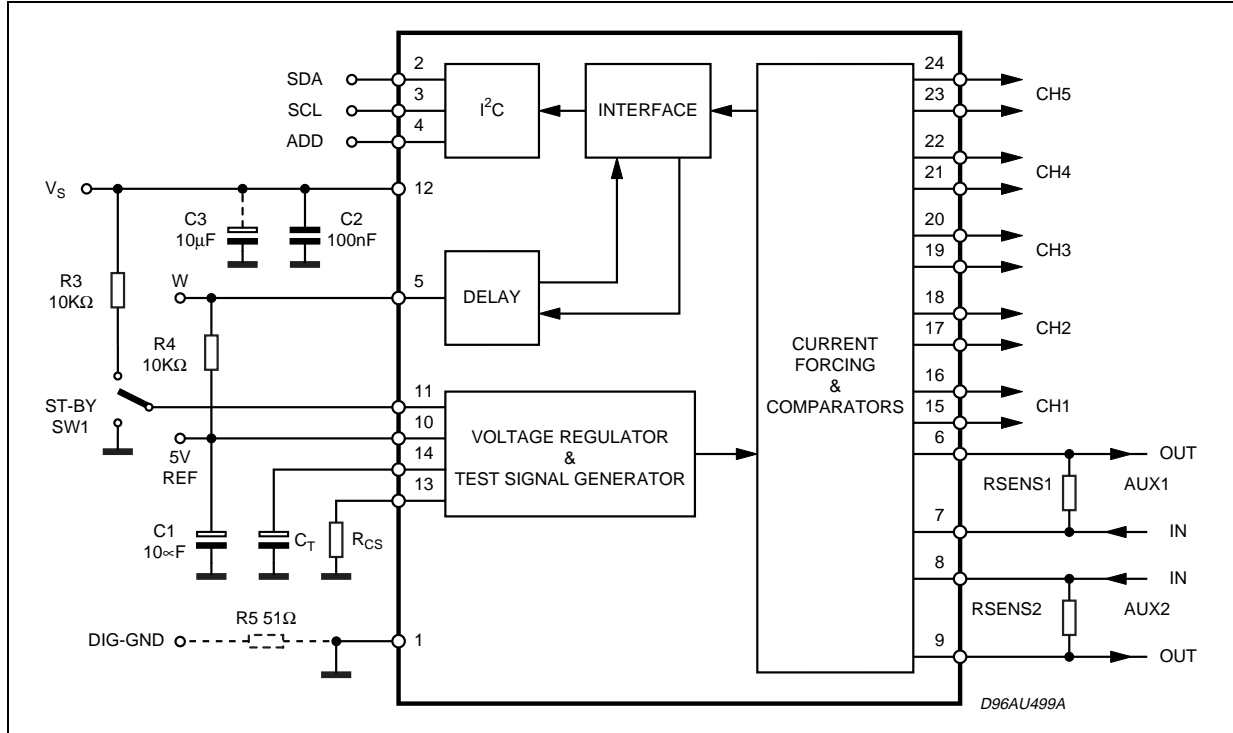 SDA
SCL
ADD
2
3
4
I²C
INTERFACE
VS
12
C3
10μF
C2
100nF
R3
10KΩ
W
5
DELAY
R4
10KΩ
ST-BY
SW1
5V
REF
11
10
14
13
VOLTAGE REGULATOR
&
TEST SIGNAL GENERATOR
C1
10∝F
CT
RCS
DIG-GND
R5 51Ω
1
CURRENT
FORCING
&
COMPARATORS
24
23
CH5
22
21
CH4
20
19
CH3
18
17
CH2
16
15
CH1
6
OUT
RSENS1
AUX1
7
IN
8
IN
RSENS2
AUX2
9
OUT
D96AU499A